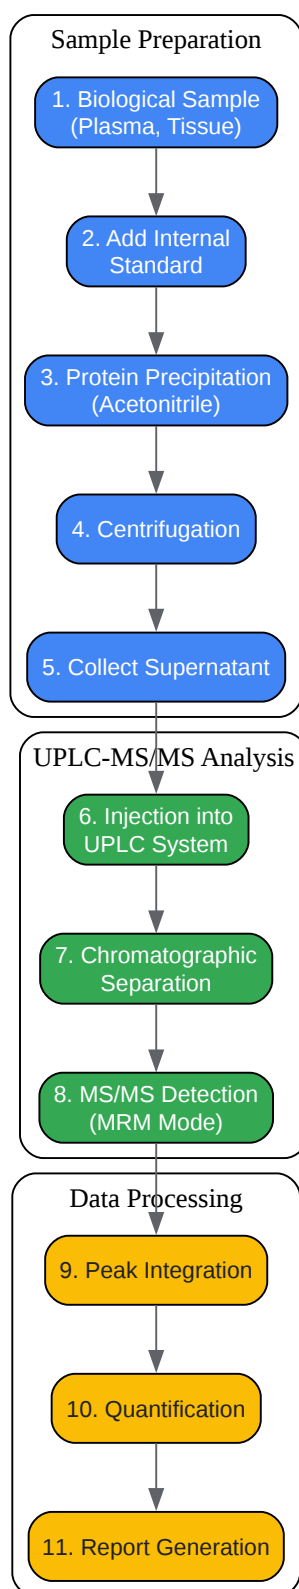 Sample Preparation
1. Biological Sample
(Plasma, Tissue)
2. Add Internal
Standard
3. Protein Precipitation
(Acetonitrile)
4. Centrifugation
5. Collect Supernatant
UPLC-MS/MS Analysis
6. Injection into
UPLC System
7. Chromatographic
Separation
8. MS/MS Detection
(MRM Mode)
Data Processing
9. Peak Integration
10. Quantification
11. Report Generation